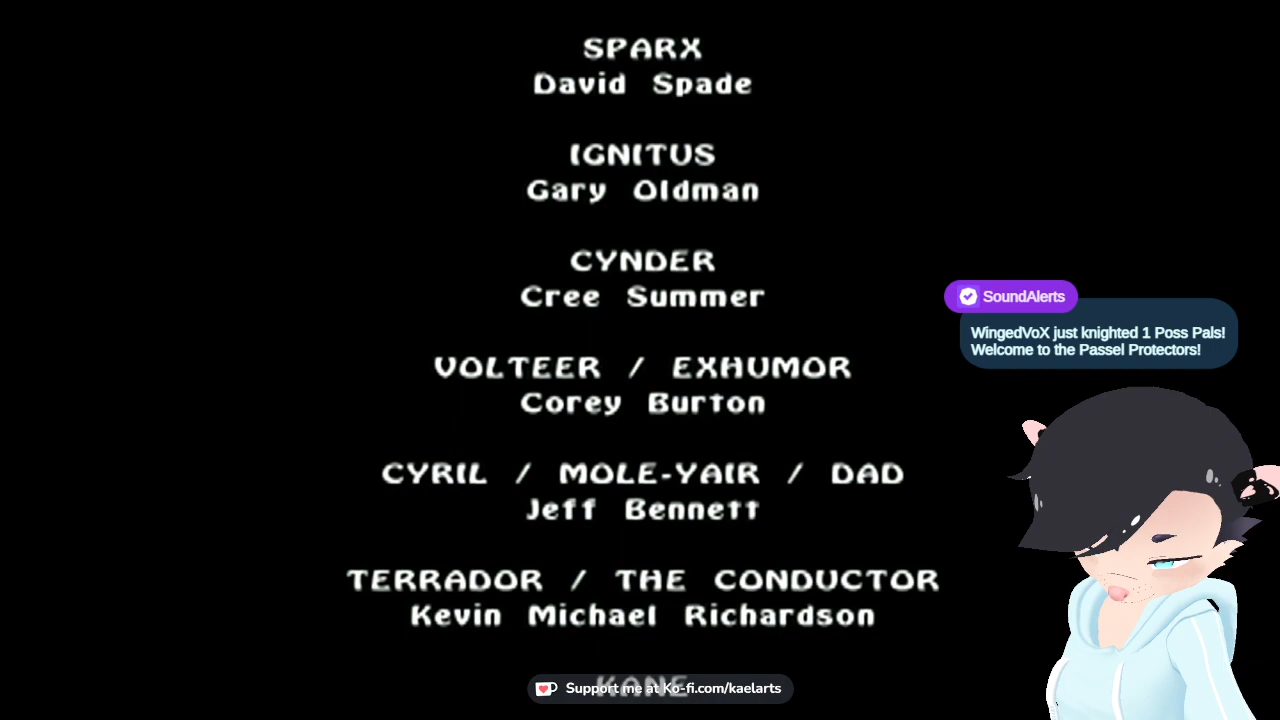 SPARX
David Spade
IGNITUS
Gary Oldman
CYNDER
Cree Summer
VOLTEER / EXHUMOR
Corey Burton
CYRIL / MOLE-YAIR / DAD
Jeff Bennett
TERRADOR / THE CONDUCTOR
Kevin Michael Richardson
KANE
Support me at Ko-fi.com/kaelarts
SoundAlerts
WingedVoX just knighted 1 Poss Pals!
Welcome to the Passel Protectors!